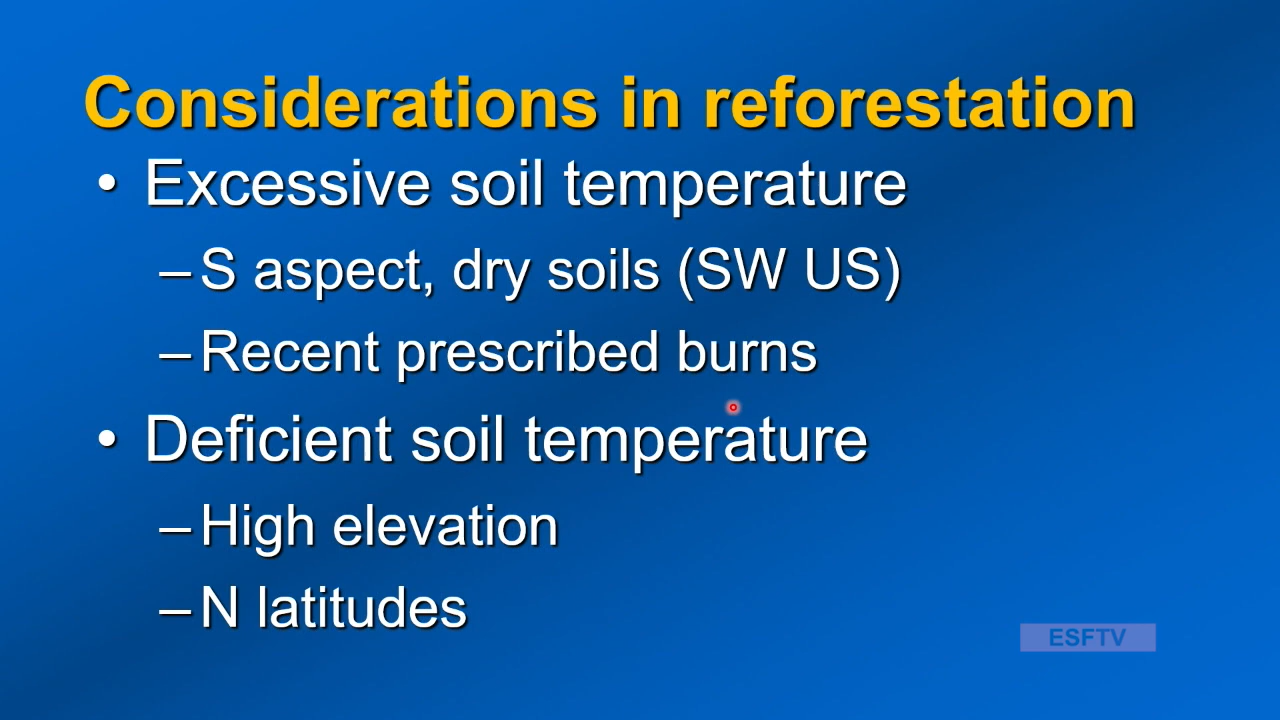 Considerations in reforestation
• Excessive soil temperature
– S aspect, dry soils (SW US)
– Recent prescribed burns
• Deficient soil temperature
– High elevation
– N latitudes
ESFTV